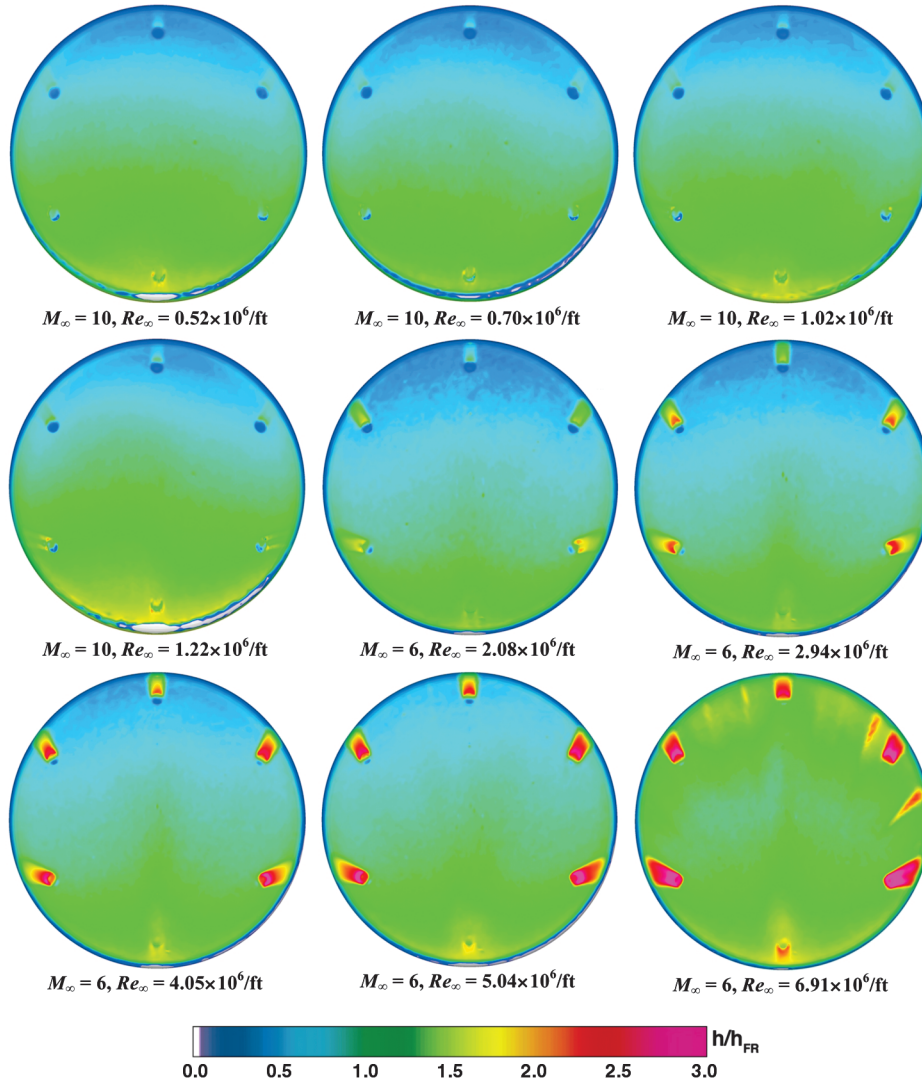 M∞ = 10, Re∞ = 0.52×10⁶/ft
M∞ = 10, Re∞ = 0.70×10⁶/ft
M∞ = 10, Re∞ = 1.02×10⁶/ft
M∞ = 10, Re∞ = 1.22×10⁶/ft
M∞ = 6, Re∞ = 2.08×10⁶/ft
M∞ = 6, Re∞ = 2.94×10⁶/ft
M∞ = 6, Re∞ = 4.05×10⁶/ft
M∞ = 6, Re∞ = 5.04×10⁶/ft
M∞ = 6, Re∞ = 6.91×10⁶/ft
h/hFR
0.0 0.5 1.0 1.5 2.0 2.5 3.0